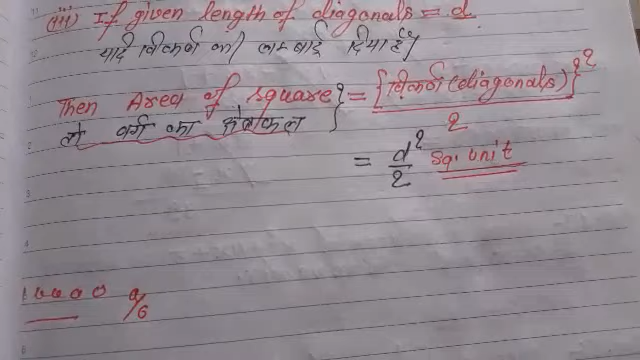 (iii) If given length of diagonals = d
यदि विकर्ण की लम्बाई दिया है।
Then Area of square } = {विकर्ण (diagonals)}²
तो वर्ग का क्षेत्रफल } 2
= d²/2 sq. unit